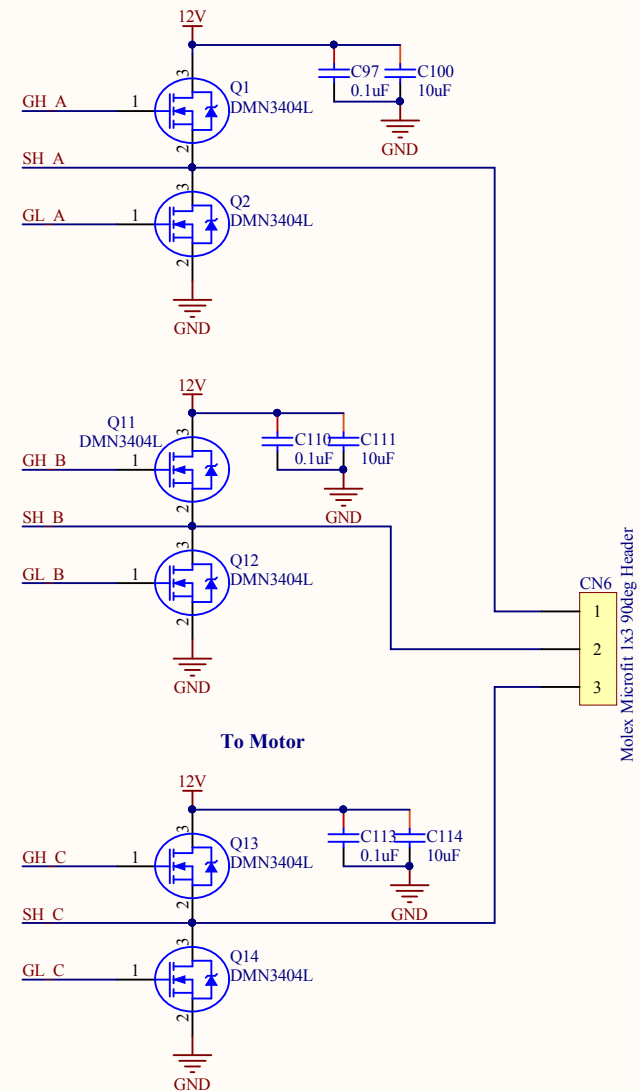 12V
3
Q1
DMN3404L
C97
0.1uF
C100
10uF
GH_A
1
GND
2
SH_A
3
Q2
DMN3404L
GL_A
1
2
GND
12V
Q11
DMN3404L
3
C110
0.1uF
C111
10uF
GH_B
1
GND
2
SH_B
3
Q12
DMN3404L
GL_B
1
2
GND
CN6
1
2
3
Molex Microfit 1x3 90deg Header
To Motor
12V
3
Q13
DMN3404L
C113
0.1uF
C114
10uF
GH_C
1
GND
2
SH_C
3
Q14
DMN3404L
GL_C
1
2
GND